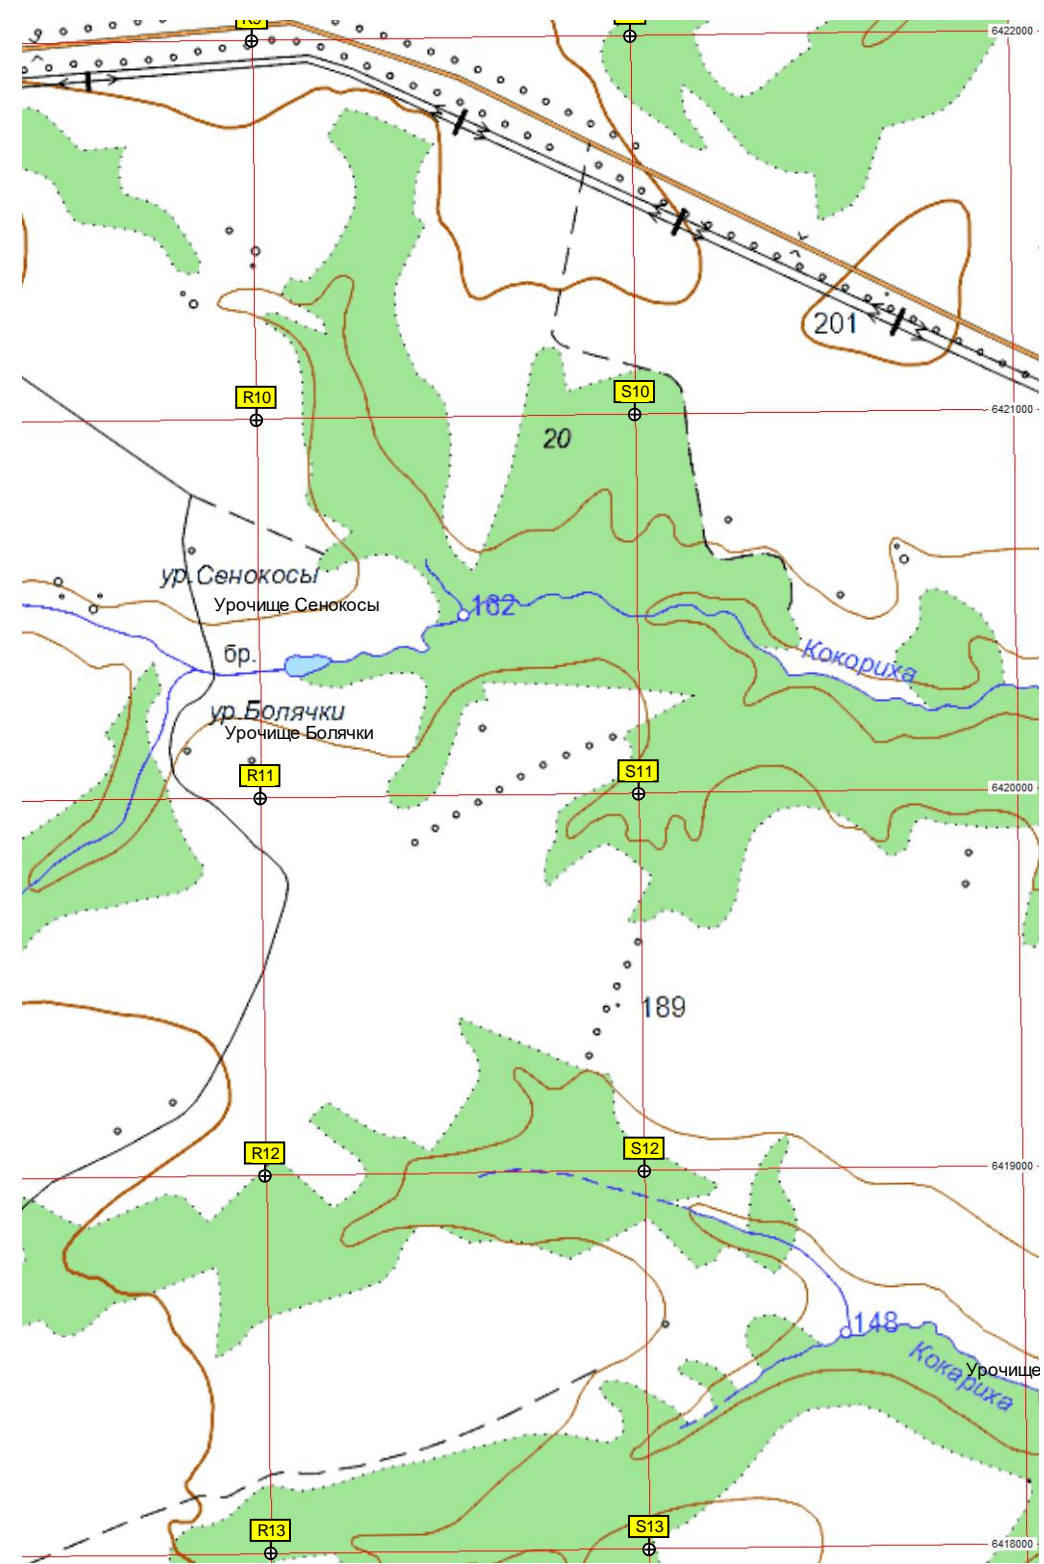 6422000
201
R10
S10
6421000
20
ур.Сенокосы
Урочище Сенокосы
162
бр.
Кокориха
ур.Болячки
Урочище Болячки
R11
S11
6420000
189
R12
S12
6419000
148
Кокариха
Урочище
R13
S13
6418000